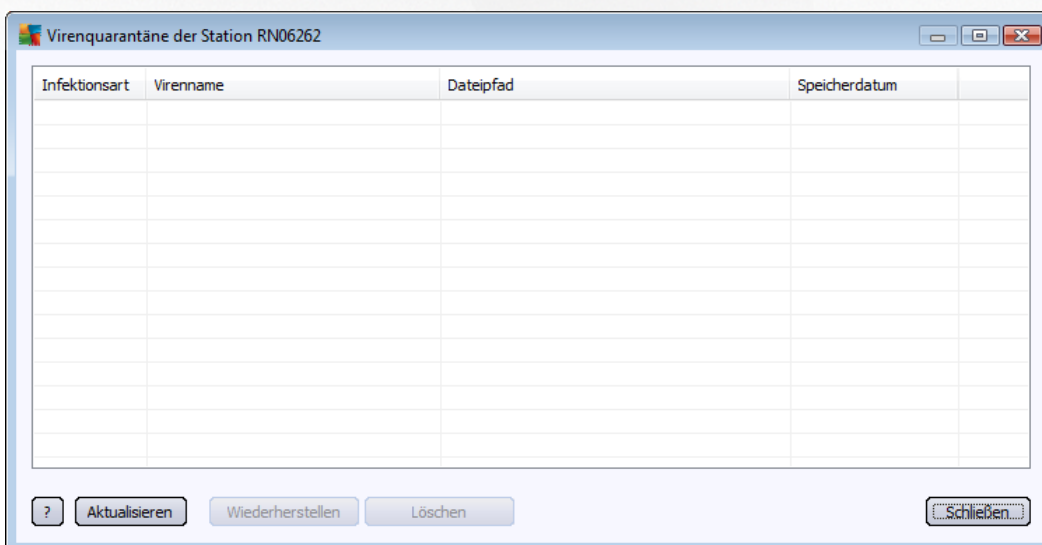 Virenquarantäne der Station RN06262
Infektionsart Virenname Dateipfad Speicherdatum
? Aktualisieren Wiederherstellen Löschen Schließen